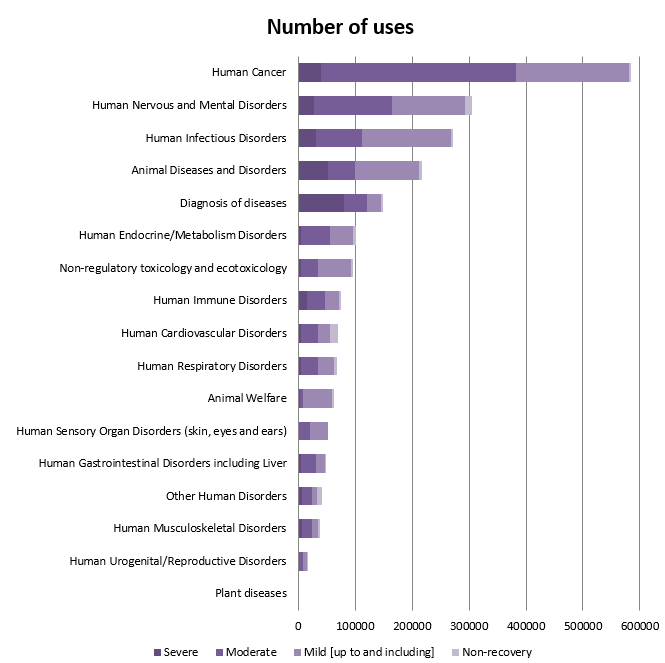 Number of uses
Human Cancer
Human Nervous and Mental Disorders
Human Infectious Disorders
Animal Diseases and Disorders
Diagnosis of diseases
Human Endocrine/Metabolism Disorders
Non-regulatory toxicology and ecotoxicology
Human Immune Disorders
Human Cardiovascular Disorders
Human Respiratory Disorders
Animal Welfare
Human Sensory Organ Disorders (skin, eyes and ears)
Human Gastrointestinal Disorders including Liver
Other Human Disorders
Human Musculoskeletal Disorders
Human Urogenital/Reproductive Disorders
Plant diseases
0 100000 200000 300000 400000 500000 600000
Severe Moderate Mild [up to and including] Non-recovery